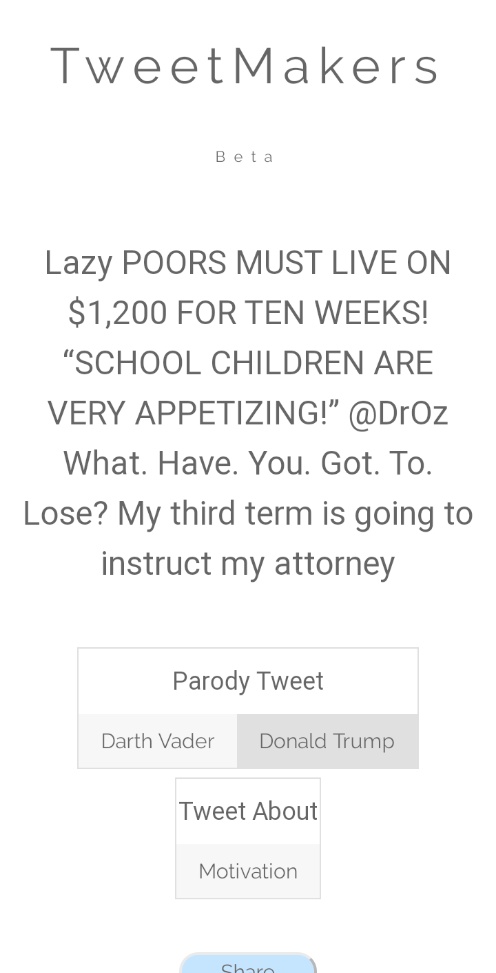 TweetMakers
Beta
Lazy POORS MUST LIVE ON
$1,200 FOR TEN WEEKS!
“SCHOOL CHILDREN ARE
VERY APPETIZING!” @DrOz
What. Have. You. Got. To.
Lose? My third term is going to
instruct my attorney
Parody Tweet
Darth Vader Donald Trump
Tweet About
Motivation
Share